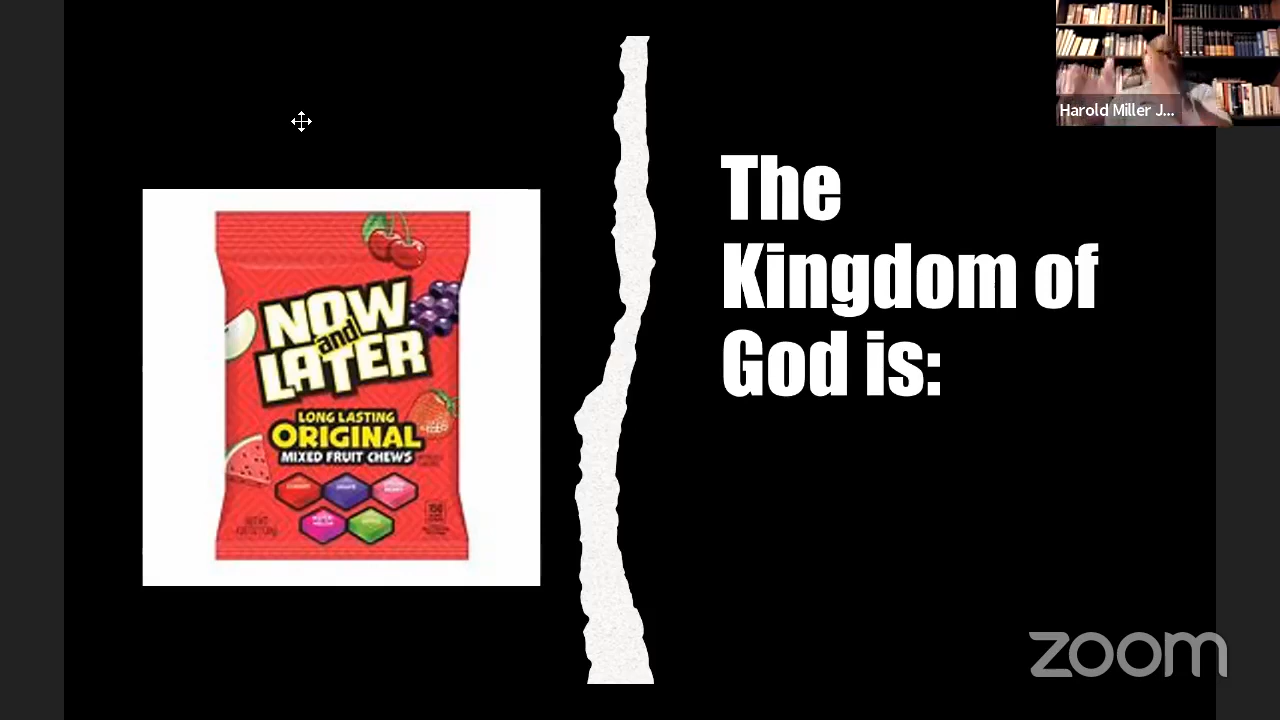 NOW
and
LATER
LONG LASTING
ORIGINAL
MIXED FRUIT CHEWS
The
Kingdom of
God is:
Harold Miller J...
zoom